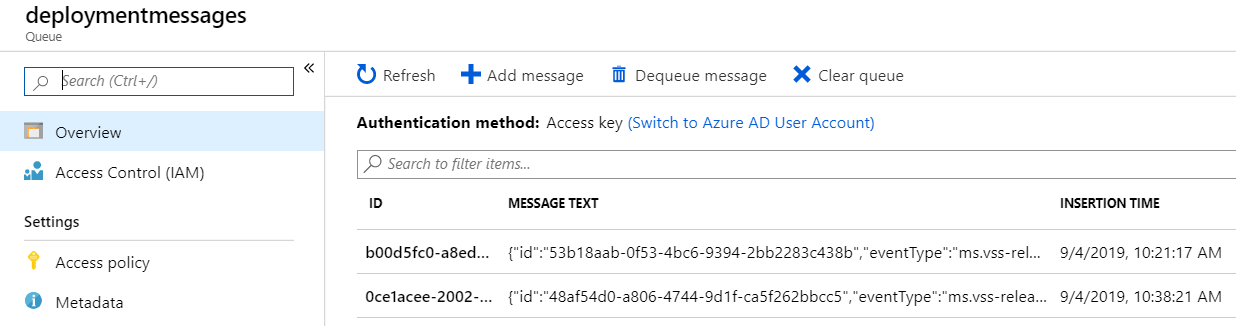 deploymentmessages
Queue
Search (Ctrl+/)
«
Overview
Access Control (IAM)
Settings
Access policy
Metadata
Refresh
Add message
Dequeue message
Clear queue
Authentication method: Access key (Switch to Azure AD User Account)
Search to filter items...
ID MESSAGE TEXT INSERTION TIME
b00d5fc0-a8ed... {"id":"53b18aab-0f53-4bc6-9394-2bb2283c438b","eventType":"ms.vss-rel... 9/4/2019, 10:21:17 AM
0ce1acee-2002-... {"id":"48af54d0-a806-4744-9d1f-ca5f262bbcc5","eventType":"ms.vss-relea... 9/4/2019, 10:38:21 AM